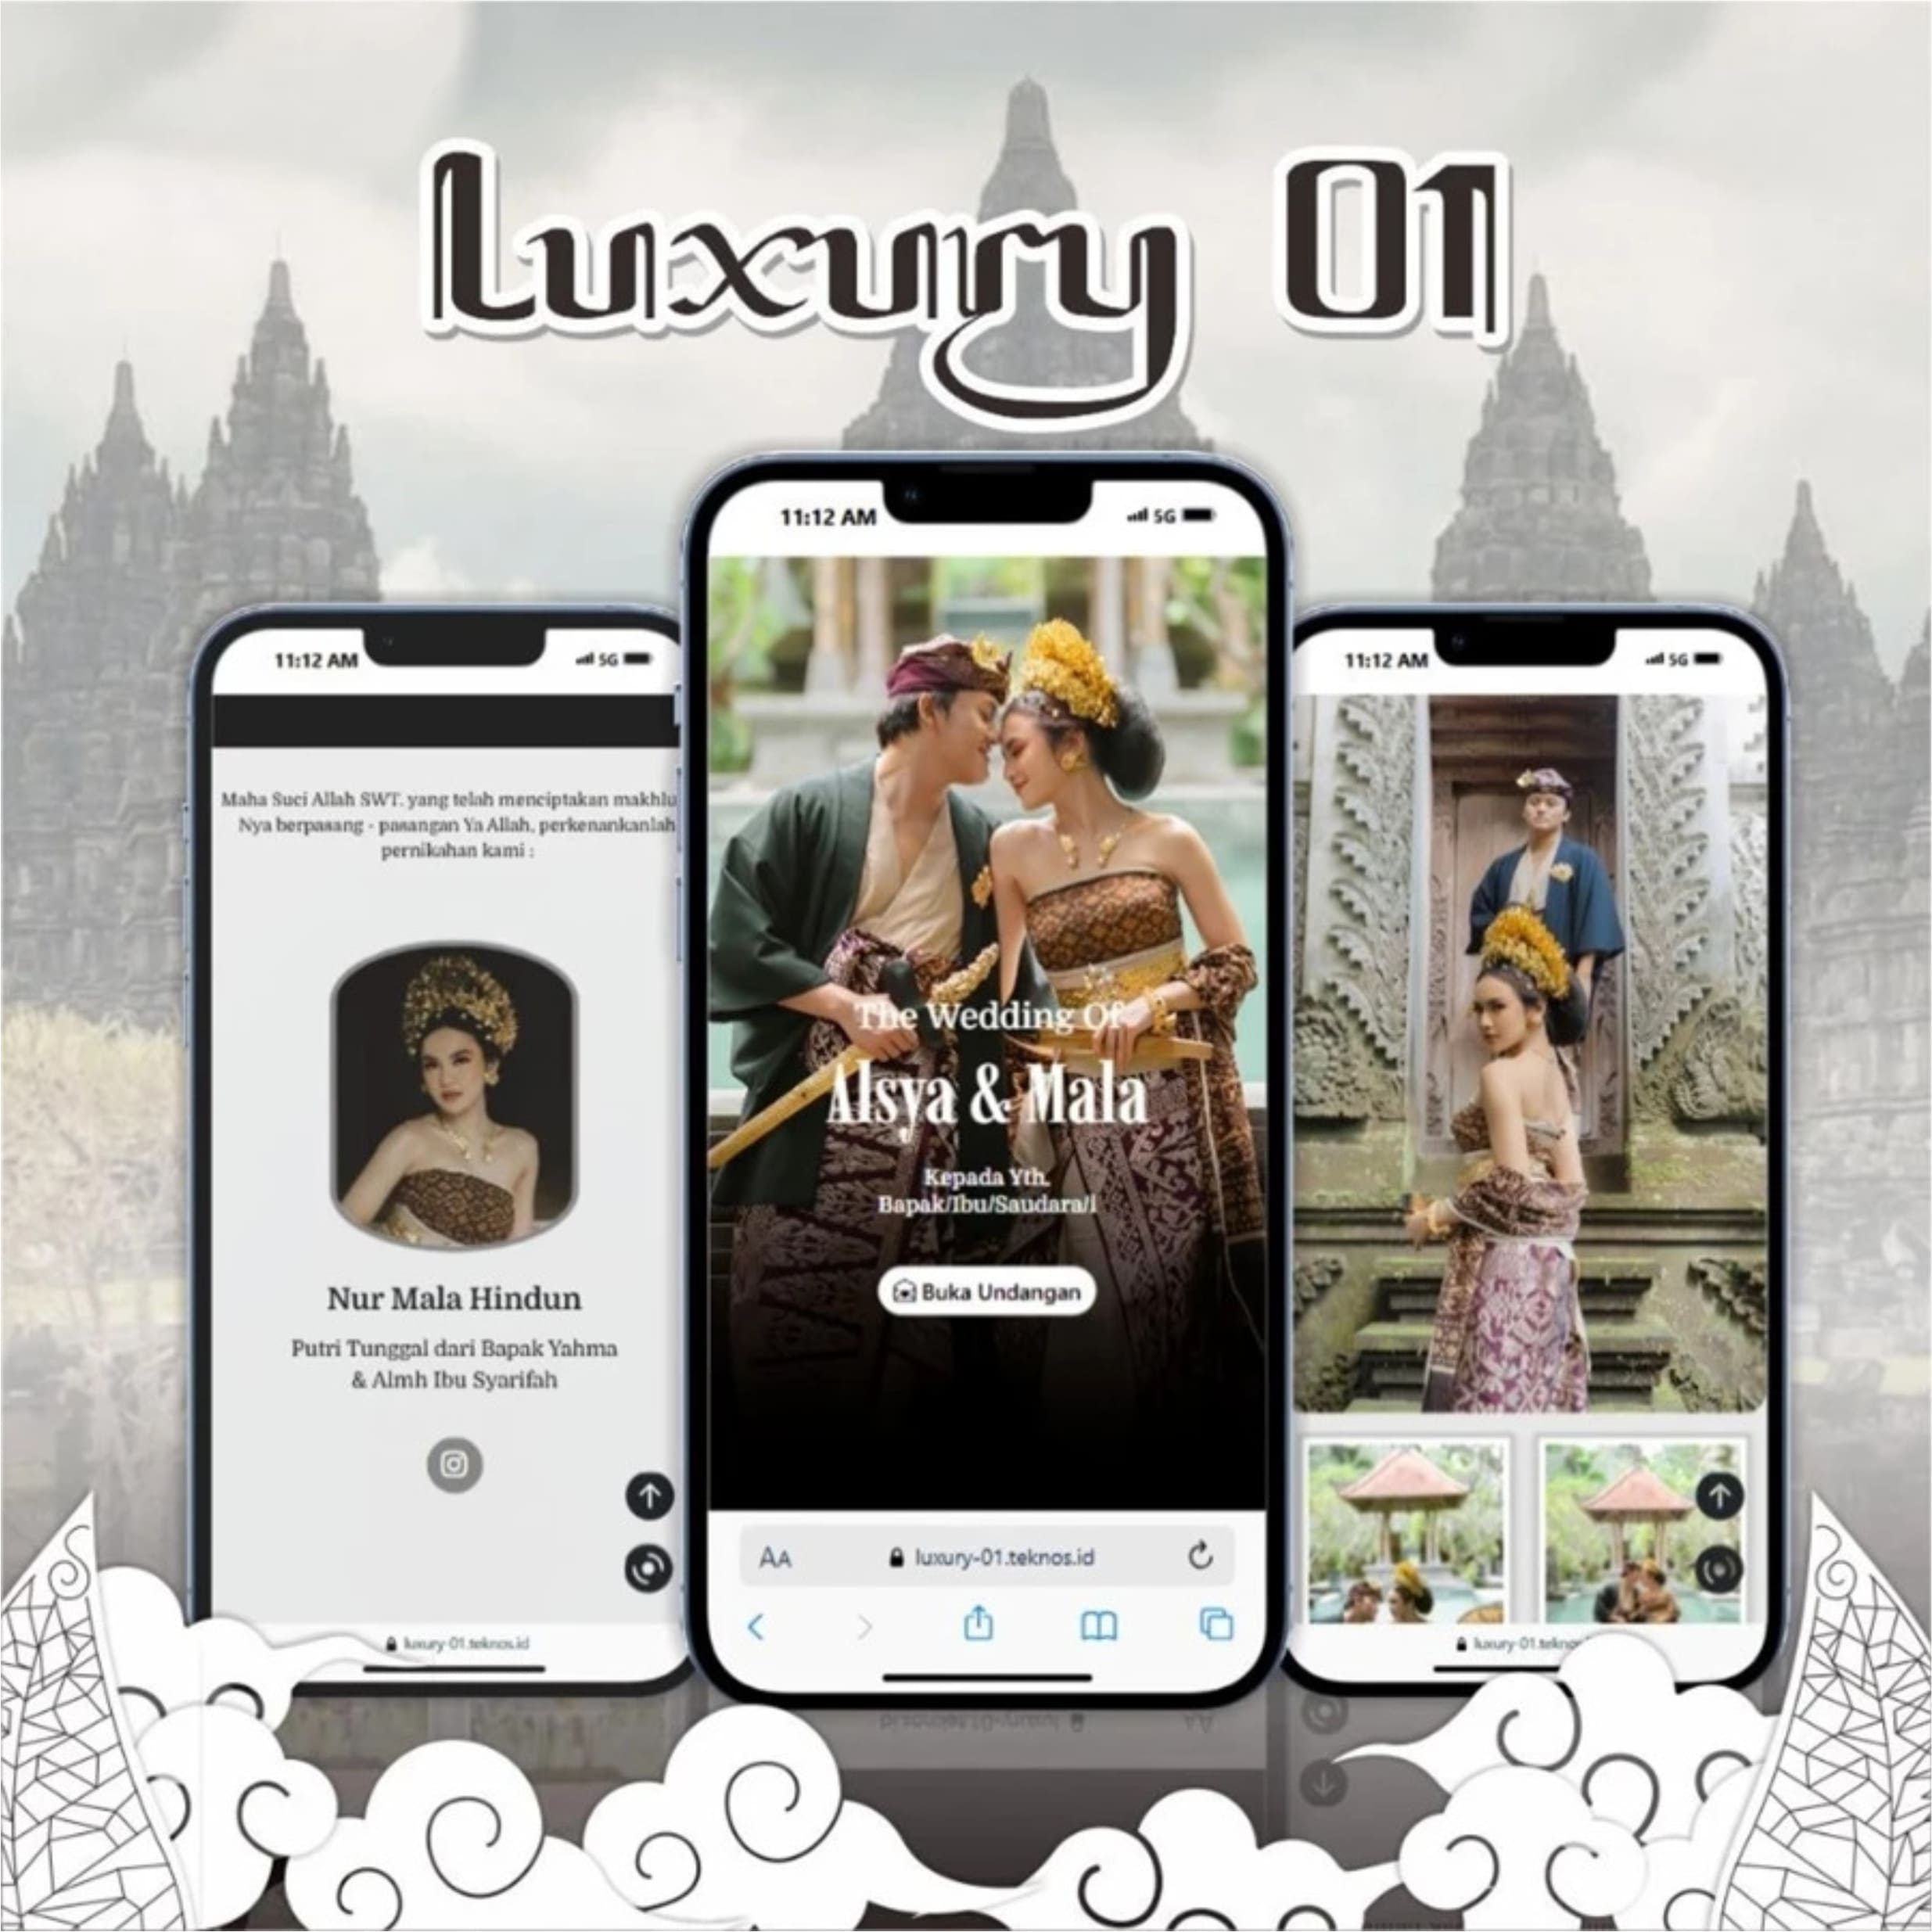 Luxury 01
11:12 AM
5G
Maha Suci Allah SWT. yang telah menciptakan
Nya berpasang - pasangan Ya Allah, perkenankanlah
pernikahan kami :
Nur Mala Hindun
Putri Tunggal dari Bapak Yahma
& Almh Ibu Syarifah
luxury-01.teknos.id
11:12 AM
5G
The Wedding Of
Alsya & Mala
Kepada Yth.
Bapak/Ibu/Saudara/i
Buka Undangan
AA
luxury-01.teknos.id
11:12 AM
5G